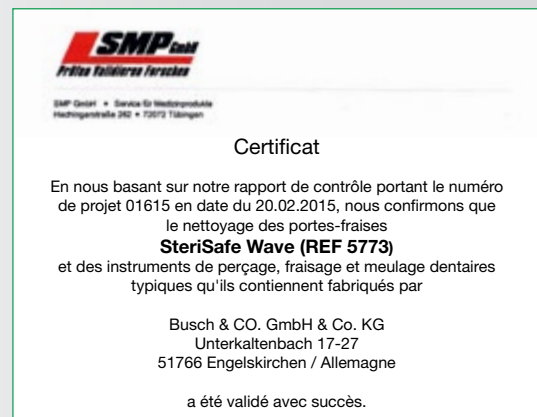 SMP GmbH
Prüfen Validieren Forschen
SMP GmbH • Service für Medizinprodukte
Hechingerstraße 262 • 72072 Tübingen
Certificat
En nous basant sur notre rapport de contrôle portant le numéro
de projet 01615 en date du 20.02.2015, nous confirmons que
le nettoyage des portes-fraises
SteriSafe Wave (REF 5773)
et des instruments de perçage, fraisage et meulage dentaires
typiques qu'ils contiennent fabriqués par
Busch & CO. GmbH & Co. KG
Unterkaltenbach 17-27
51766 Engelskirchen / Allemagne
a été validé avec succès.